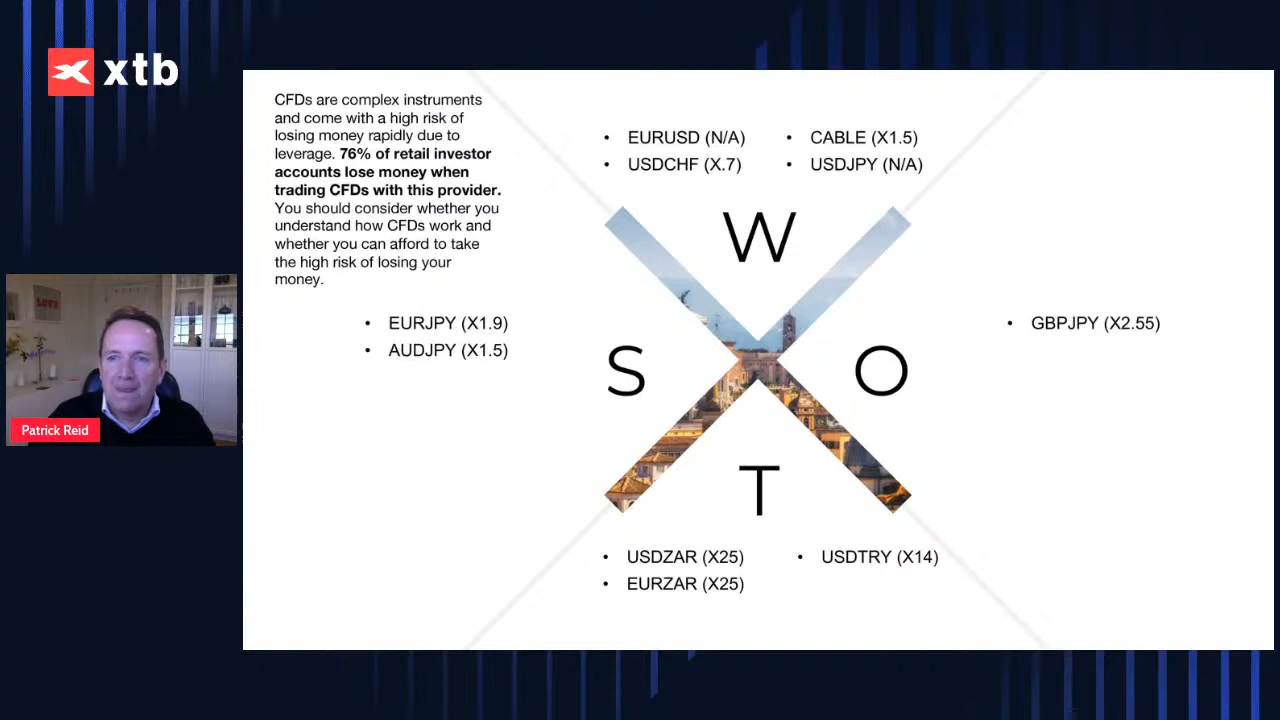 xtb
CFDs are complex instruments
and come with a high risk of
losing money rapidly due to
leverage. 76% of retail investor
accounts lose money when
trading CFDs with this provider.
You should consider whether you
understand how CFDs work and
whether you can afford to take
the high risk of losing your
money.
• EURUSD (N/A) • CABLE (X1.5)
• USDCHF (X.7) • USDJPY (N/A)
W
• EURJPY (X1.9)
• AUDJPY (X1.5)
S
O
• GBPJPY (X2.55)
Patrick Reid
T
• USDZAR (X25) • USDTRY (X14)
• EURZAR (X25)